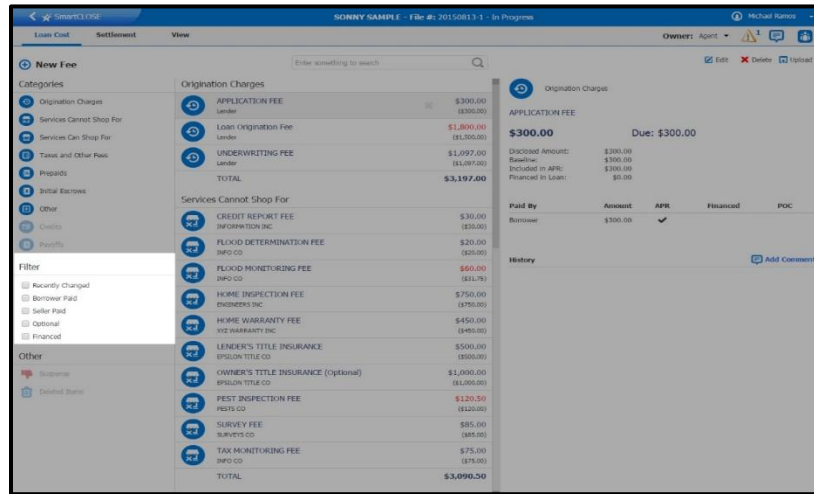 SmartCLOSE
SONNY SAMPLE - File #: 20150813-1 - In Progress
Michael Ramos
Loan Cost Settlement View
Owner: Agent
1
New Fee
Enter something to search
Edit Delete Upload
Categories
Origination Charges
Services Cannot Shop For
Services Can Shop For
Taxes and Other Fees
Prepaids
Initial Escrows
Other
Credits
Payoffs
Filter
Recently Changed
Borrower Paid
Seller Paid
Optional
Financed
Other
Suspense
Deleted Items
Origination Charges
APPLICATION FEE $300.00
Lender ($300.00)
Loan Origination Fee $1,800.00
Lender ($1,500.00)
UNDERWRITING FEE $1,097.00
Lender ($1,097.00)
TOTAL $3,197.00
Services Cannot Shop For
CREDIT REPORT FEE $30.00
INFORMATION INC ($30.00)
FLOOD DETERMINATION FEE $20.00
INFO CO ($20.00)
FLOOD MONITORING FEE $60.00
INFO CO ($31.75)
HOME INSPECTION FEE $750.00
ENGINEERS INC ($750.00)
HOME WARRANTY FEE $450.00
XYZ WARRANTY INC ($450.00)
LENDER'S TITLE INSURANCE $500.00
EPSILON TITLE CO ($500.00)
OWNER'S TITLE INSURANCE (Optional) $1,000.00
EPSILON TITLE CO ($1,000.00)
PEST INSPECTION FEE $120.50
PESTS CO ($120.00)
SURVEY FEE $85.00
SURVEYS CO ($85.00)
TAX MONITORING FEE $75.00
INFO CO ($75.00)
TOTAL $3,090.50
Origination Charges
APPLICATION FEE
$300.00 Due: $300.00
Disclosed Amount: $300.00
Baseline: $300.00
Included in APR: $300.00
Financed in Loan: $0.00
Paid By Amount APR Financed POC
Borrower $300.00
History Add Comment